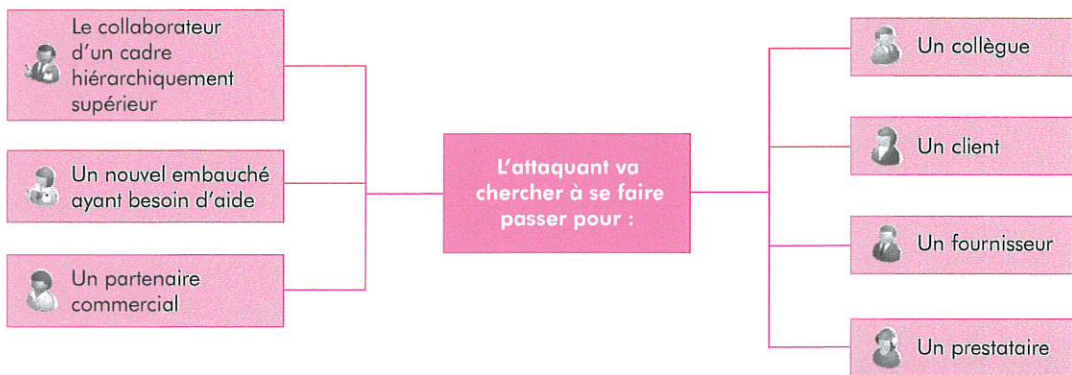 Le collaborateur
d'un cadre
hiérarchiquement
supérieur
Un nouvel embauché
ayant besoin d'aide
Un partenaire
commercial
L'attaquant va
chercher à se faire
passer pour :
Un collègue
Un client
Un fournisseur
Un prestataire